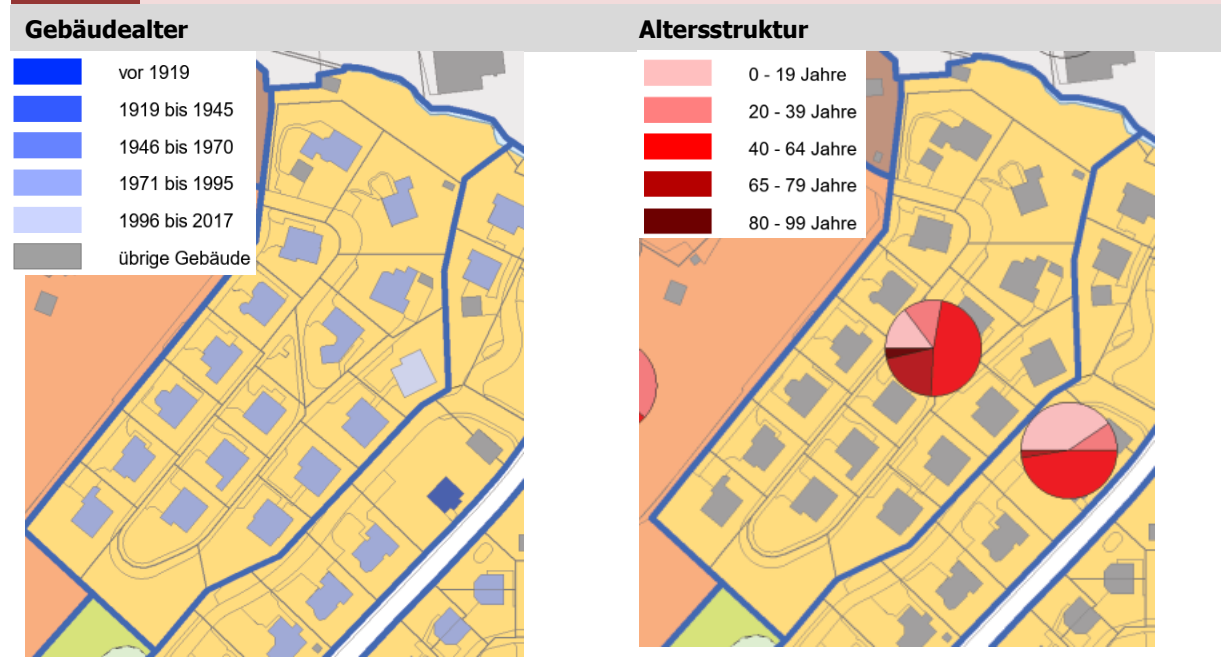 Gebäudealter
vor 1919
1919 bis 1945
1946 bis 1970
1971 bis 1995
1996 bis 2017
übrige Gebäude
Altersstruktur
0 - 19 Jahre
20 - 39 Jahre
40 - 64 Jahre
65 - 79 Jahre
80 - 99 Jahre